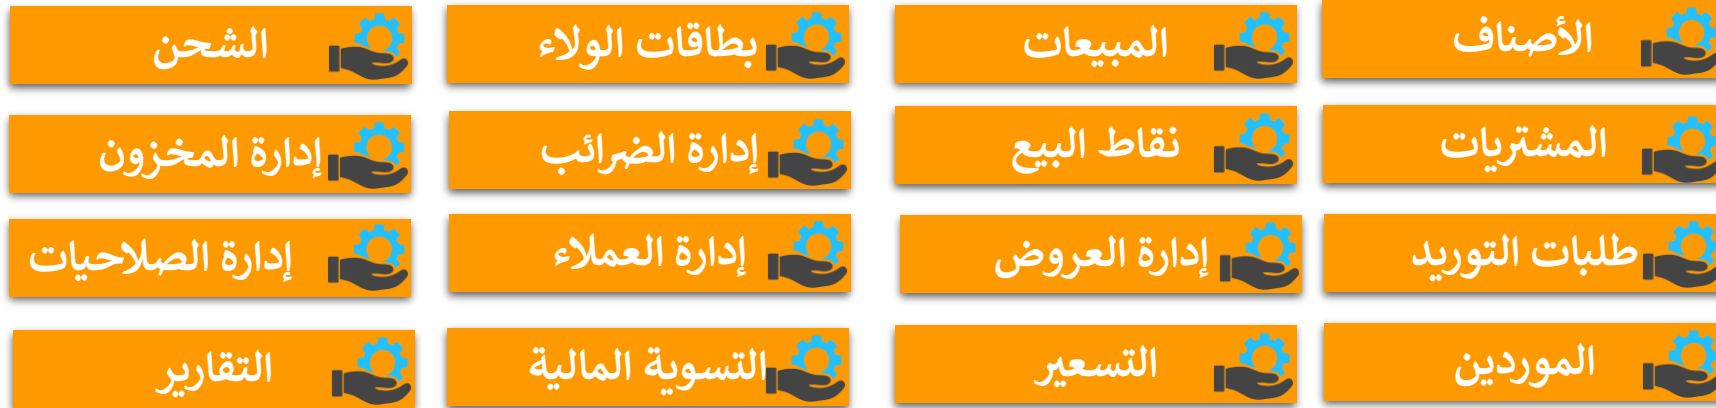 الأصناف
المبيعات
بطاقات الولاء
الشحن
المشتريات
نقاط البيع
إدارة الضرائب
إدارة المخزون
طلبات التوريد
إدارة العروض
إدارة العملاء
إدارة الصلاحيات
الموردين
التسعير
التسوية المالية
التقارير